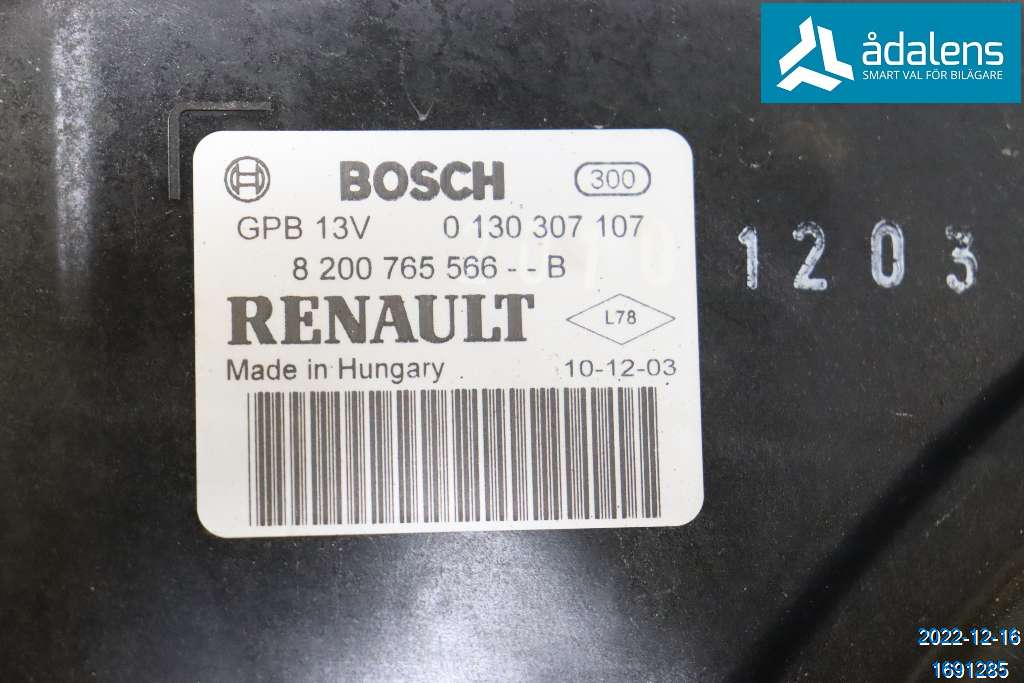 ådalens
SMART VAL FÖR BILÄGARE
BOSCH 300
GPB 13V 0 130 307 107
2010 1203
8 200 765 566 - - B
RENAULT L78
Made in Hungary 10-12-03
2022-12-16
1691285